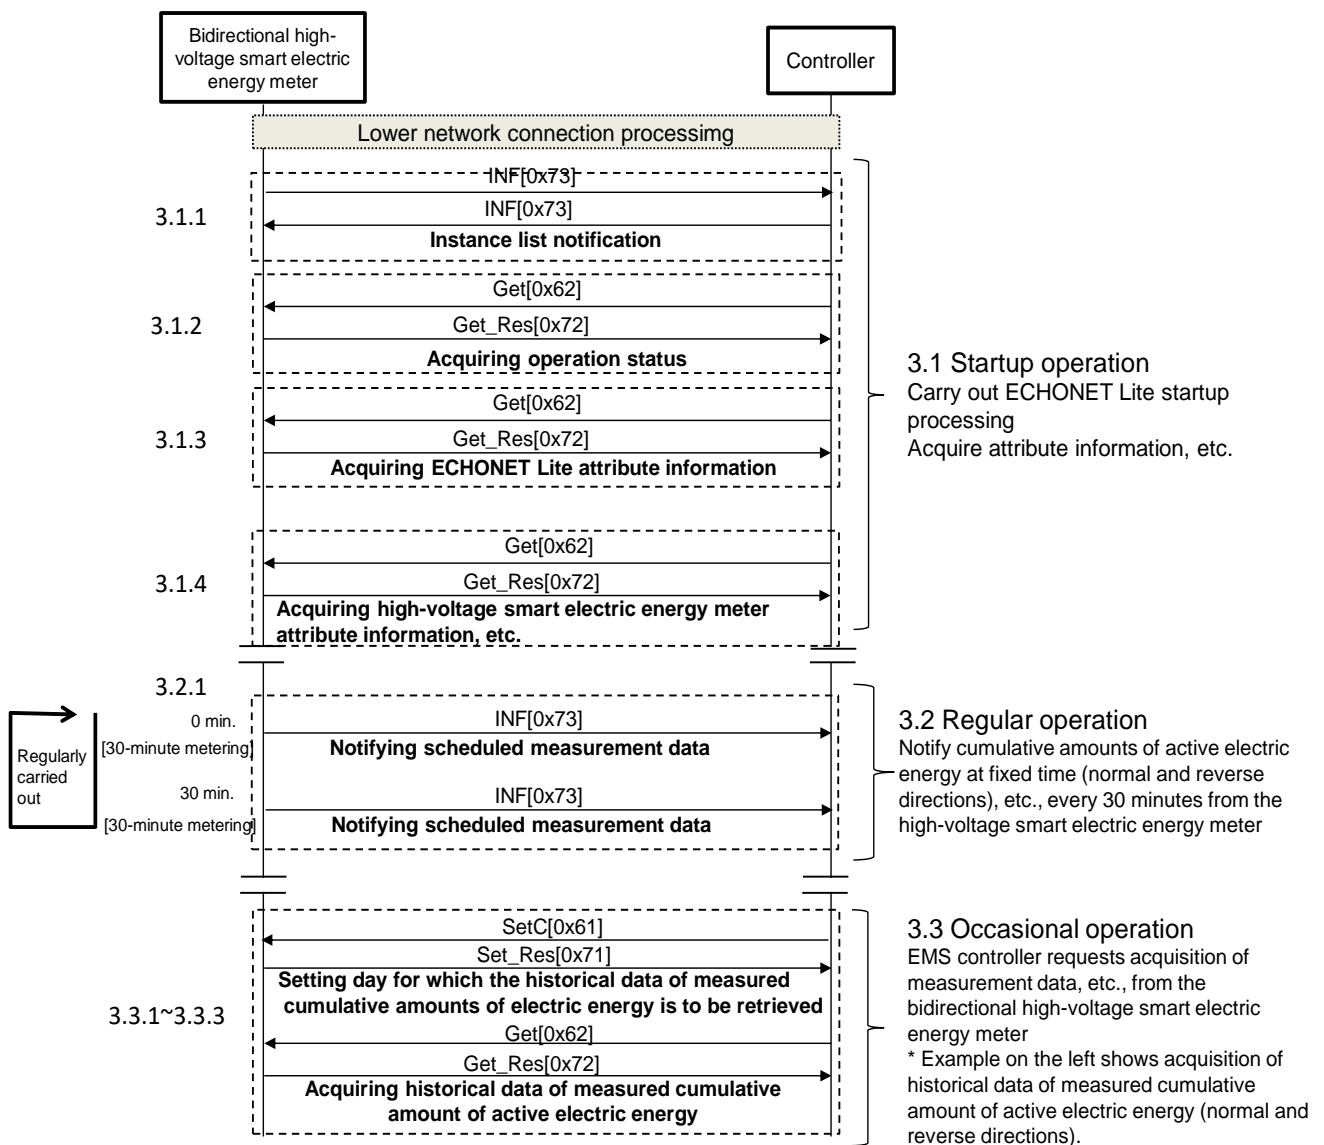 Bidirectional high-
voltage smart electric
energy meter
Controller
Lower network connection processimg
INF[0x73]
3.1.1
INF[0x73]
Instance list notification
Get[0x62]
3.1.2
Get_Res[0x72]
Acquiring operation status
Get[0x62]
3.1.3
Get_Res[0x72]
Acquiring ECHONET Lite attribute information
3.1 Startup operation
Carry out ECHONET Lite startup
processing
Acquire attribute information, etc.
Get[0x62]
3.1.4
Get_Res[0x72]
Acquiring high-voltage smart electric energy meter
attribute information, etc.
3.2.1
Regularly
carried
out
0 min.
[30-minute metering]
INF[0x73]
Notifying scheduled measurement data
30 min.
[30-minute metering]
INF[0x73]
Notifying scheduled measurement data
3.2 Regular operation
Notify cumulative amounts of active electric
energy at fixed time (normal and reverse
directions), etc., every 30 minutes from the
high-voltage smart electric energy meter
SetC[0x61]
Set_Res[0x71]
Setting day for which the historical data of measured
cumulative amounts of electric energy is to be retrieved
3.3.1~3.3.3
Get[0x62]
Get_Res[0x72]
Acquiring historical data of measured cumulative
amount of active electric energy
3.3 Occasional operation
EMS controller requests acquisition of
measurement data, etc., from the
bidirectional high-voltage smart electric
energy meter
* Example on the left shows acquisition of
historical data of measured cumulative
amount of active electric energy (normal and
reverse directions).